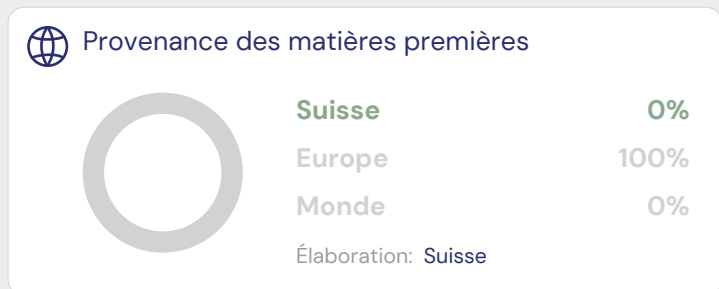 Provenance des matières premières
Suisse 0%
Europe 100%
Monde 0%
Élaboration: Suisse